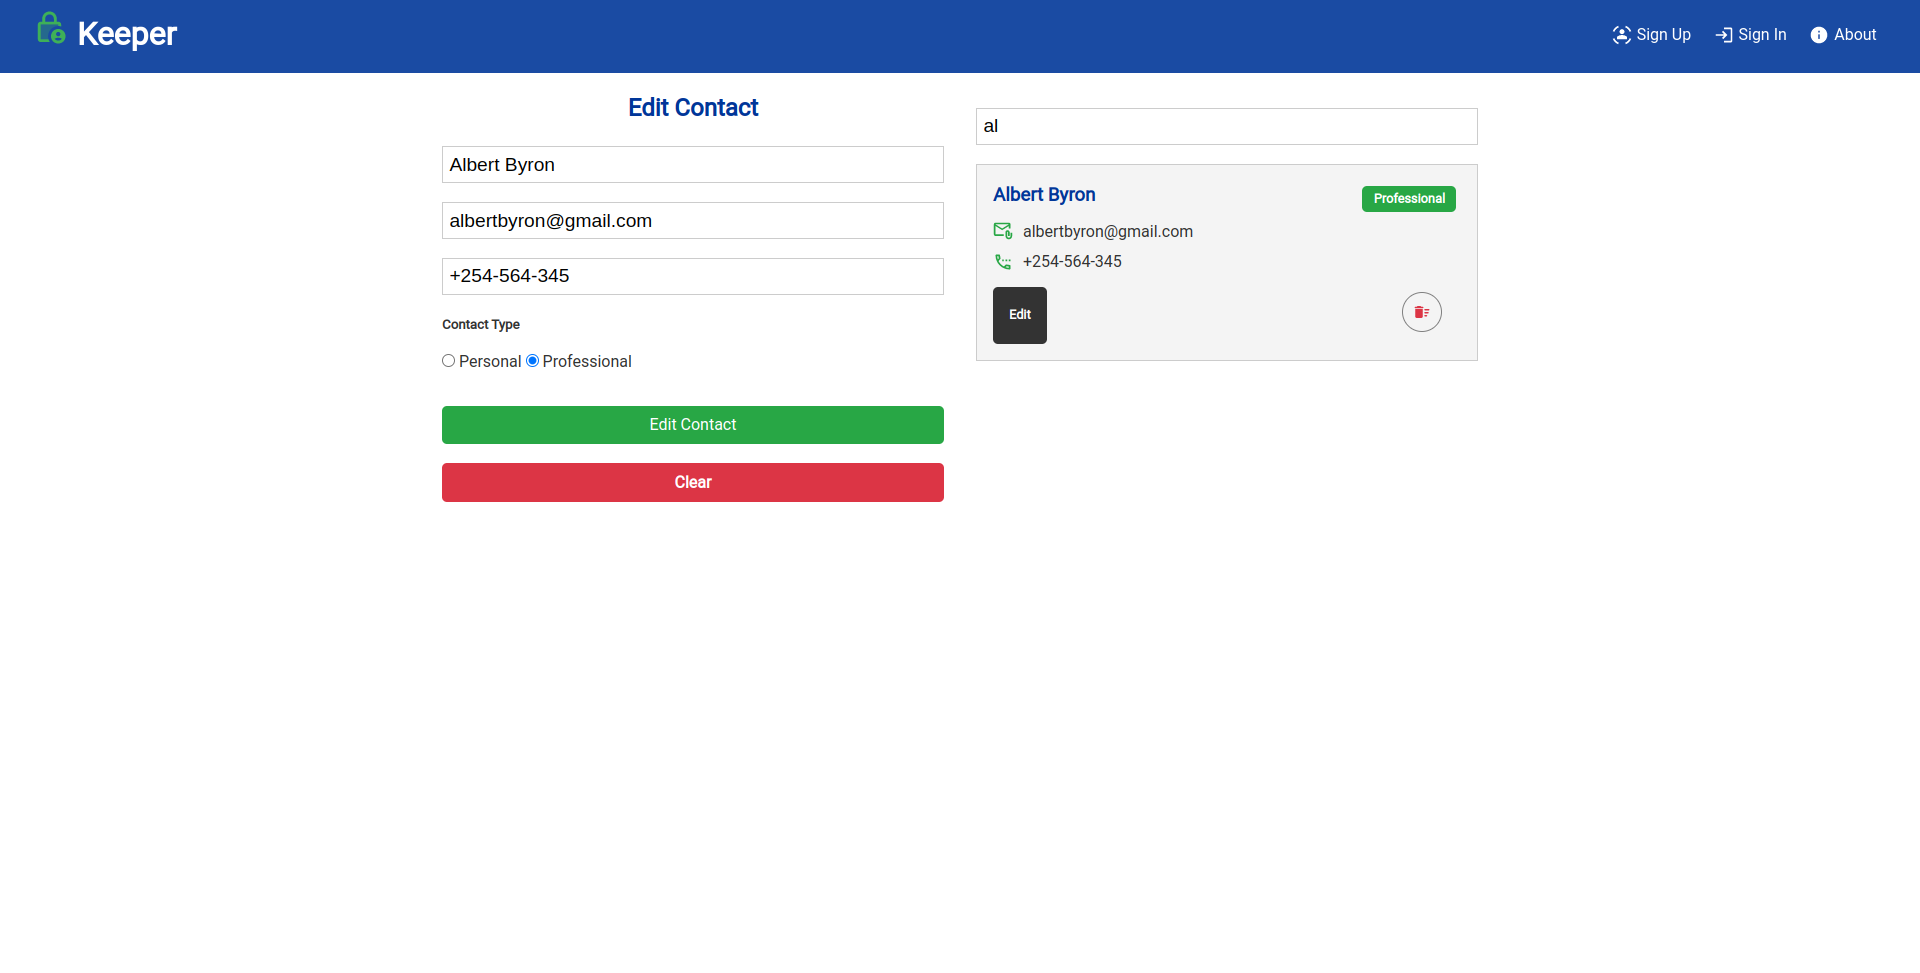 Keeper
Sign Up
Sign In
About
Edit Contact
Albert Byron
albertbyron@gmail.com
+254-564-345
Contact Type
Personal Professional
Edit Contact
Clear
al
Albert Byron
Professional
albertbyron@gmail.com
+254-564-345
Edit